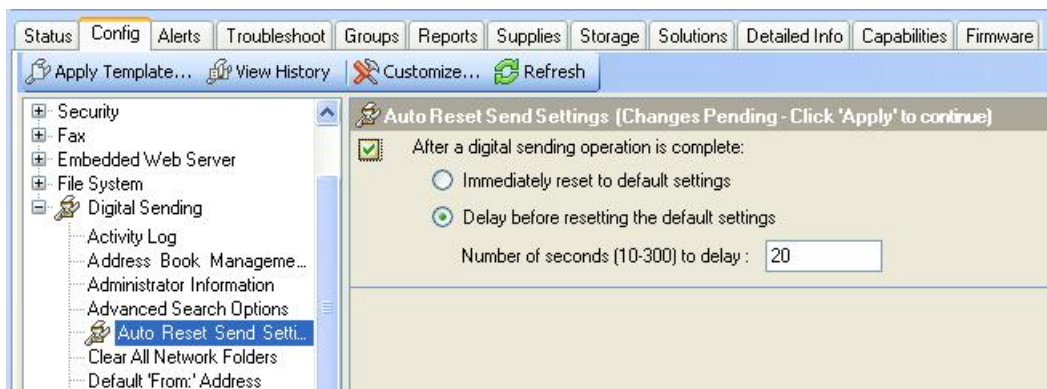 Status Config Alerts Troubleshoot Groups Reports Supplies Storage Solutions Detailed Info Capabilities Firmware
Apply Template... View History Customize... Refresh
Security
Fax
Embedded Web Server
File System
Digital Sending
Activity Log
Address Book Manageme...
Administrator Information
Advanced Search Options
Auto Reset Send Setti...
Clear All Network Folders
Default 'From:' Address
Auto Reset Send Settings (Changes Pending - Click 'Apply' to continue)
After a digital sending operation is complete:
Immediately reset to default settings
Delay before resetting the default settings
Number of seconds (10-300) to delay : 20